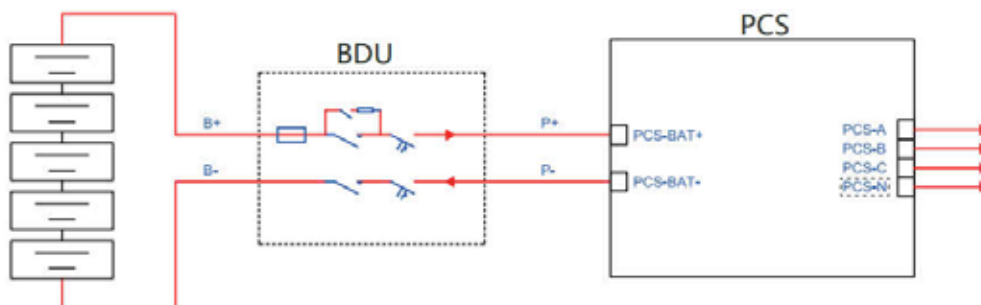 PCS
BDU
B+
P+
PCS-BAT+
PCS-A
PCS-B
PCS-C
PCS-N
B-
P-
PCS-BAT-